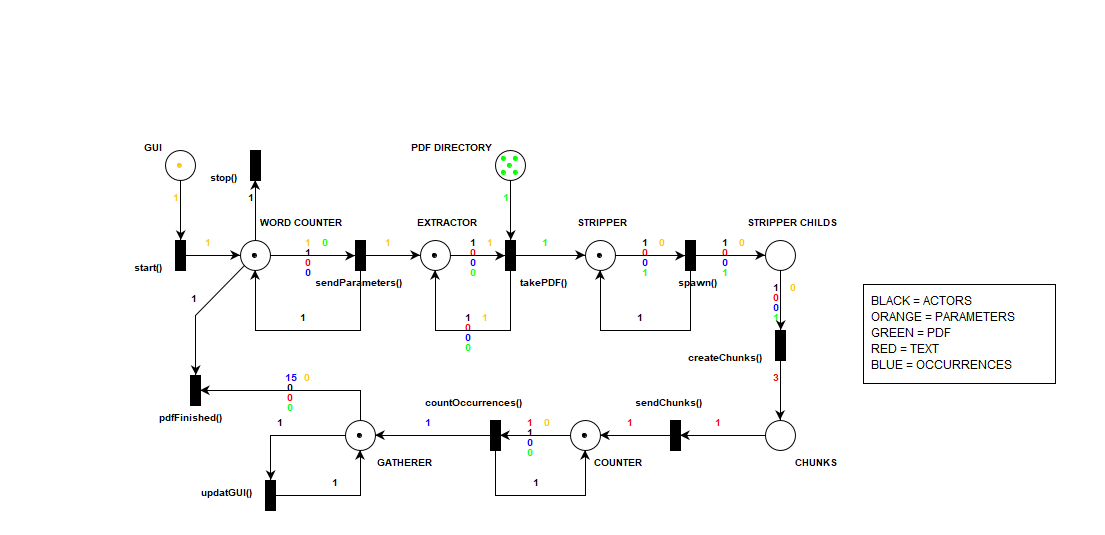 GUI
PDF DIRECTORY
stop()
1
1
1
1
WORD COUNTER
EXTRACTOR
STRIPPER
STRIPPER CHILDS
1
1 0
1
0
0
1
1 1
0
0
0
1
1 0
0
0
1
1 0
0
0
1
start()
sendParameters()
takePDF()
spawn()
1
1
1 1
0
0
0
1
1 0
0
0
1
BLACK = ACTORS
ORANGE = PARAMETERS
GREEN = PDF
RED = TEXT
BLUE = OCCURRENCES
createChunks()
15 0
0
0
0
3
pdfFinished()
countOccurrences()
sendChunks()
1
1
1 0
1
0
0
1
1
GATHERER
COUNTER
CHUNKS
updatGUI()
1
1